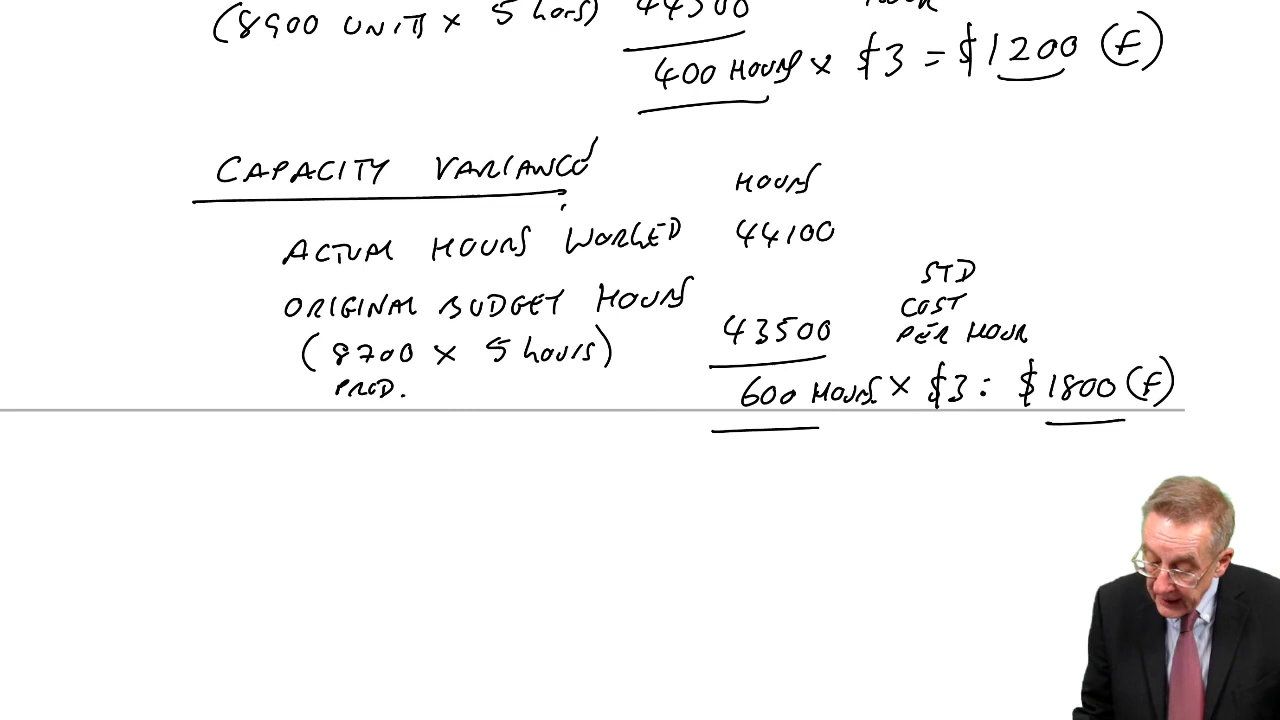 (8900 UNITS × 5 hours) 44500
400 HOURS × $3 = $1200 (f)
CAPACITY VARIANCE
HOURS
ACTUAL HOURS WORKED 44100
ORIGINAL BUDGET HOURS
(8700 × 5 hours) 43500
PROD.
STD
COST
PER HOUR
600 HOURS × $3 = $1800 (f)